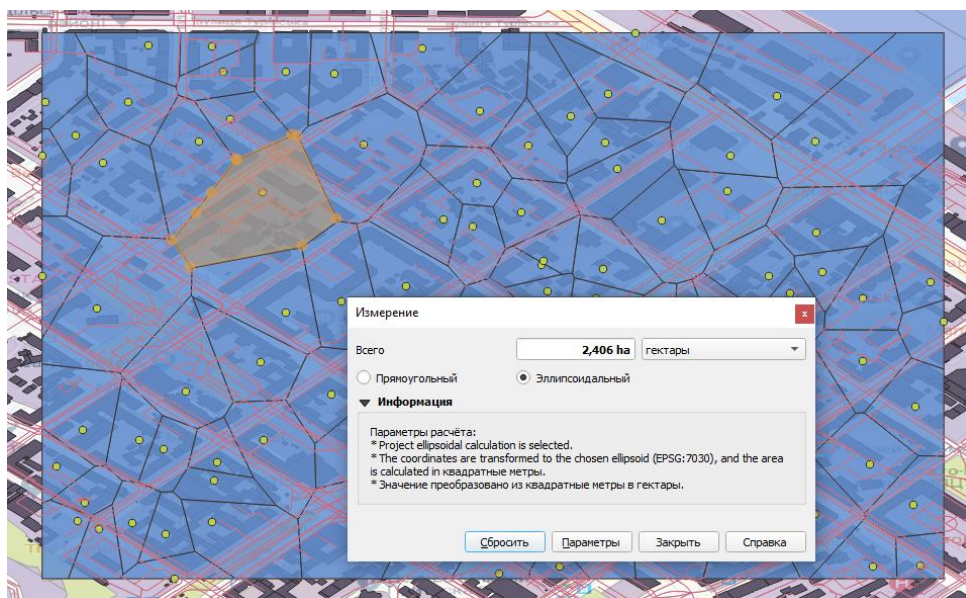 Измерение
x
Всего
2,406 ha
гектары
Прямоугольный
Эллипсоидальный
Информация
Параметры расчёта:
* Project ellipsoidal calculation is selected.
* The coordinates are transformed to the chosen ellipsoid (EPSG:7030), and the area
is calculated in квадратные метры.
* Значение преобразовано из квадратные метры в гектары.
Сбросить
Параметры
Закрыть
Справка